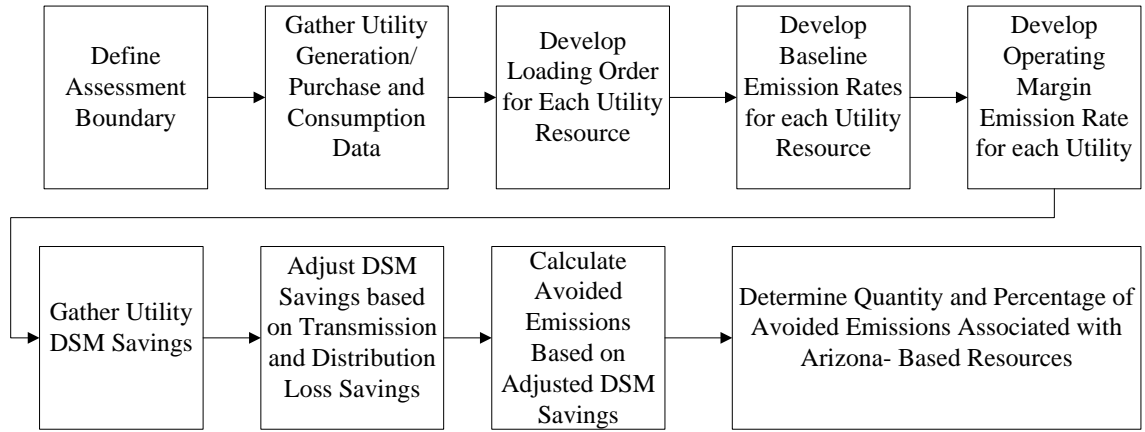 Define
Assessment
Boundary
Gather Utility
Generation/
Purchase and
Consumption
Data
Develop
Loading Order
for Each Utility
Resource
Develop
Baseline
Emission Rates
for each Utility
Resource
Develop
Operating
Margin
Emission Rate
for each Utility
Gather Utility
DSM Savings
Adjust DSM
Savings based
on Transmission
and Distribution
Loss Savings
Calculate
Avoided
Emissions
Based on
Adjusted DSM
Savings
Determine Quantity and Percentage of
Avoided Emissions Associated with
Arizona- Based Resources